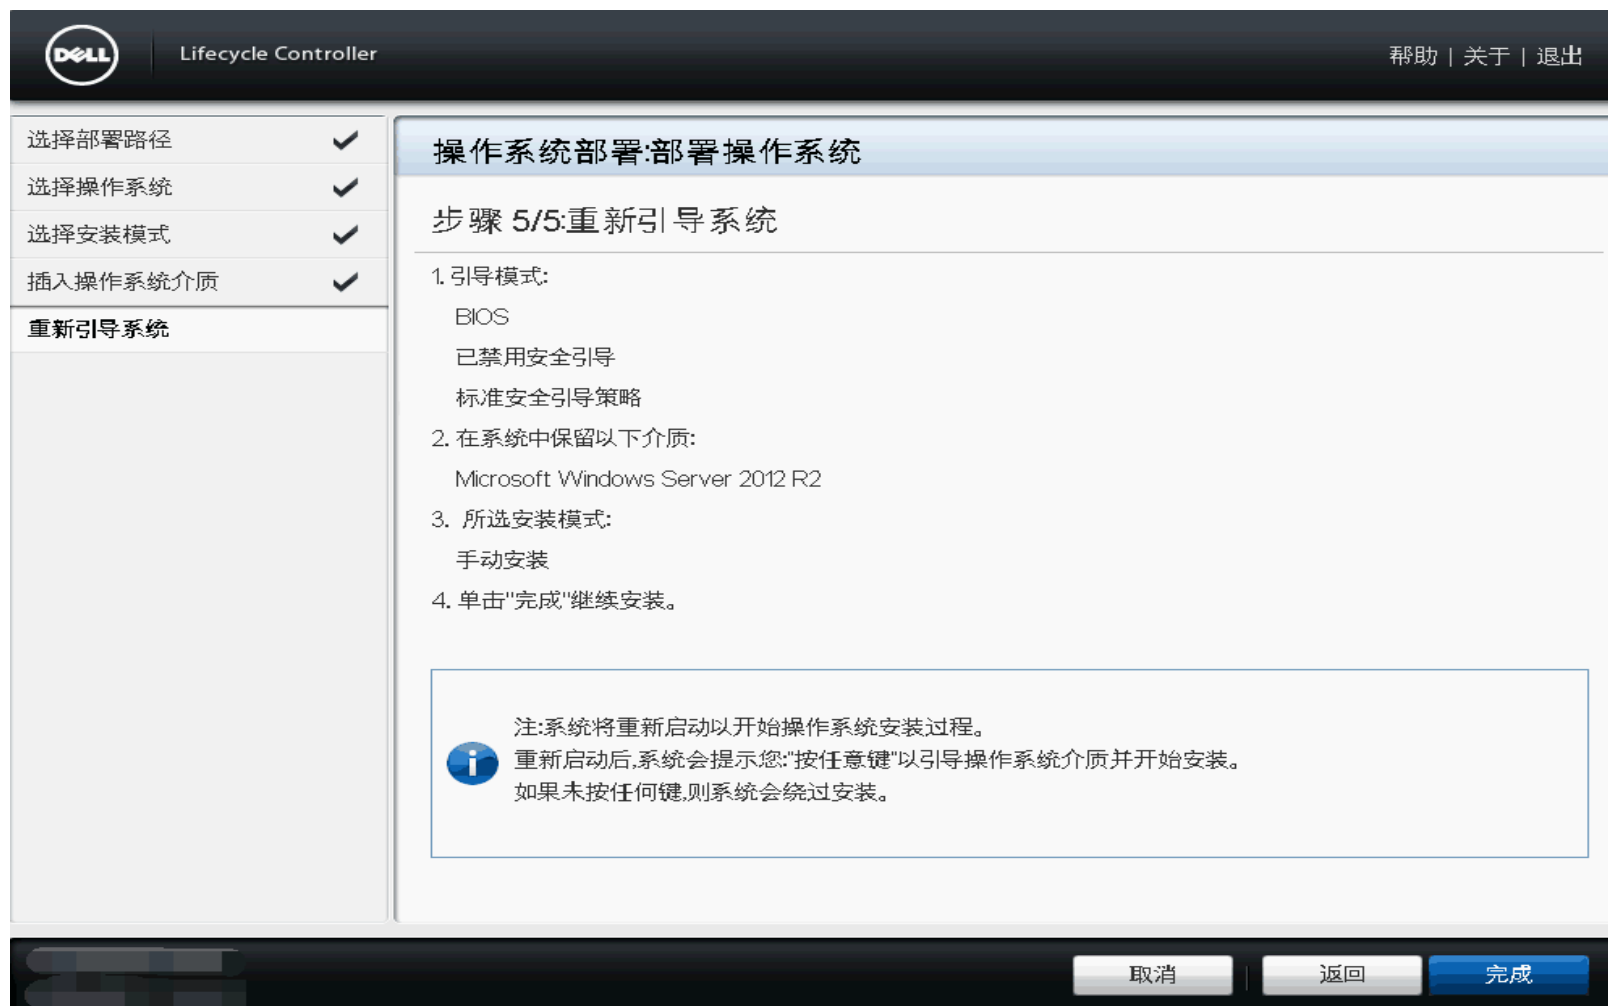 DELL
Lifecycle Controller
帮助 | 关于 | 退出
选择部署路径
选择操作系统
选择安装模式
插入操作系统介质
重新引导系统
操作系统部署:部署操作系统
步骤 5/5:重新引导系统
1. 引导模式:
BIOS
已禁用安全引导
标准安全引导策略
2. 在系统中保留以下介质:
Microsoft Windows Server 2012 R2
3. 所选安装模式:
手动安装
4. 单击"完成"继续安装。
注:系统将重新启动以开始操作系统安装过程。
重新启动后,系统会提示您:"按任意键"以引导操作系统介质并开始安装。
如果未按任何键,则系统会绕过安装。
取消
返回
完成